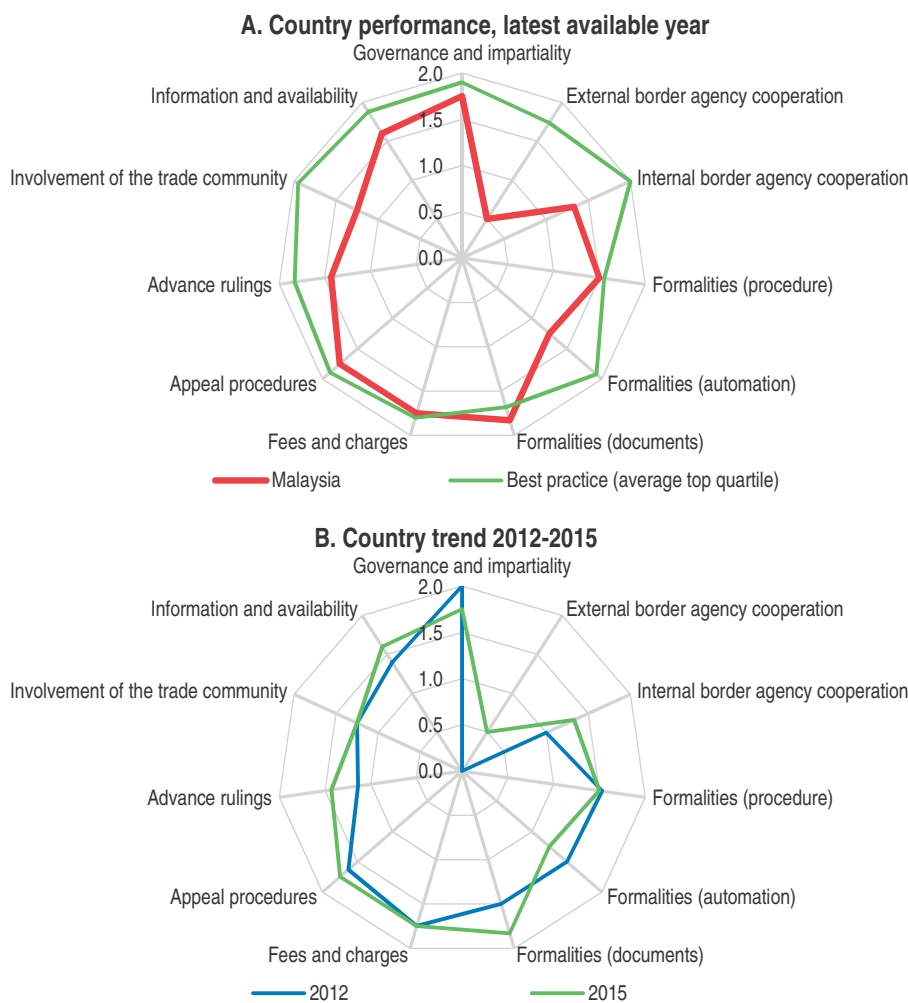 A. Country performance, latest available year
Governance and impartiality
2.0
Information and availability
External border agency cooperation
1.5
Involvement of the trade community
1.0
Internal border agency cooperation
0.5
0.0
Advance rulings
Formalities (procedure)
Appeal procedures
Formalities (automation)
Fees and charges
Formalities (documents)
Malaysia
Best practice (average top quartile)
B. Country trend 2012-2015
Governance and impartiality
2.0
Information and availability
External border agency cooperation
1.5
Involvement of the trade community
1.0
Internal border agency cooperation
0.5
0.0
Advance rulings
Formalities (procedure)
Appeal procedures
Formalities (automation)
Fees and charges
Formalities (documents)
2012
2015